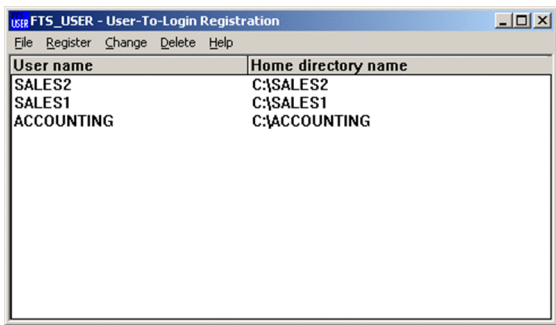 USER FTS_USER - User-To-Login Registration
File Register Change Delete Help
User name Home directory name
SALES2 C:\SALES2
SALES1 C:\SALES1
ACCOUNTING C:\ACCOUNTING